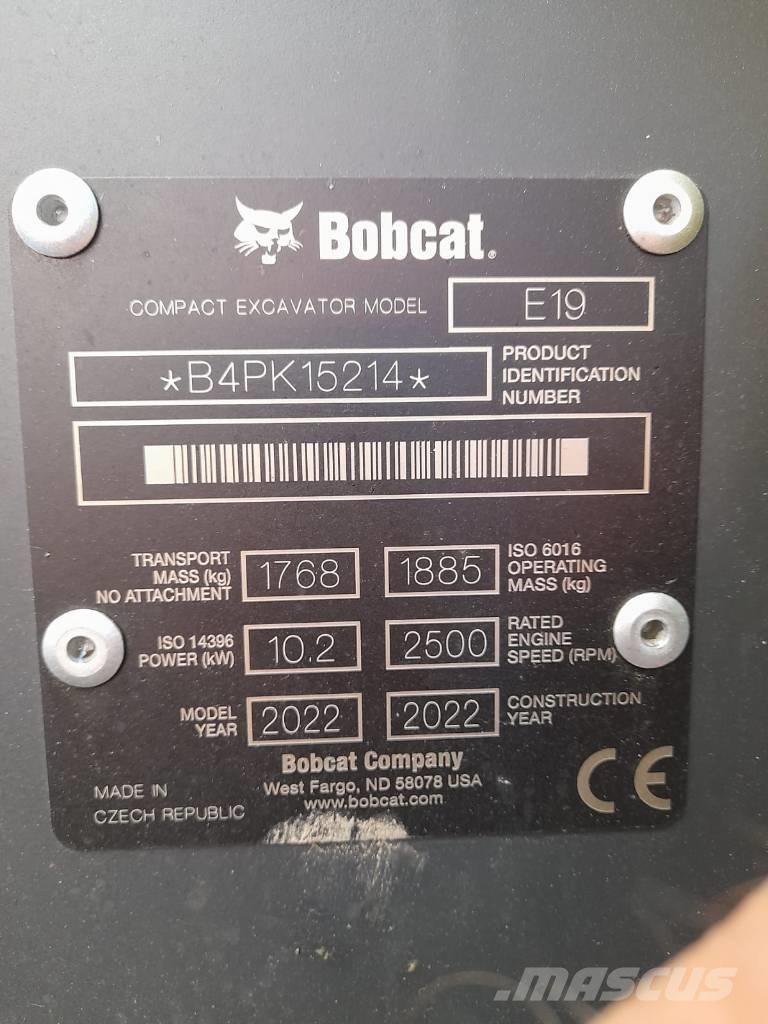 Bobcat®
COMPACT EXCAVATOR MODEL E19
*B4PK15214* PRODUCT
IDENTIFICATION
NUMBER
TRANSPORT
MASS (kg)
NO ATTACHMENT 1768
1885 ISO 6016
OPERATING
MASS (kg)
ISO 14396
POWER (kW) 10.2
2500 RATED
ENGINE
SPEED (RPM)
MODEL
YEAR 2022
2022 CONSTRUCTION
YEAR
Bobcat Company
West Fargo, ND 58078 USA
www.bobcat.com
MADE IN
CZECH REPUBLIC
CE
MASCUS